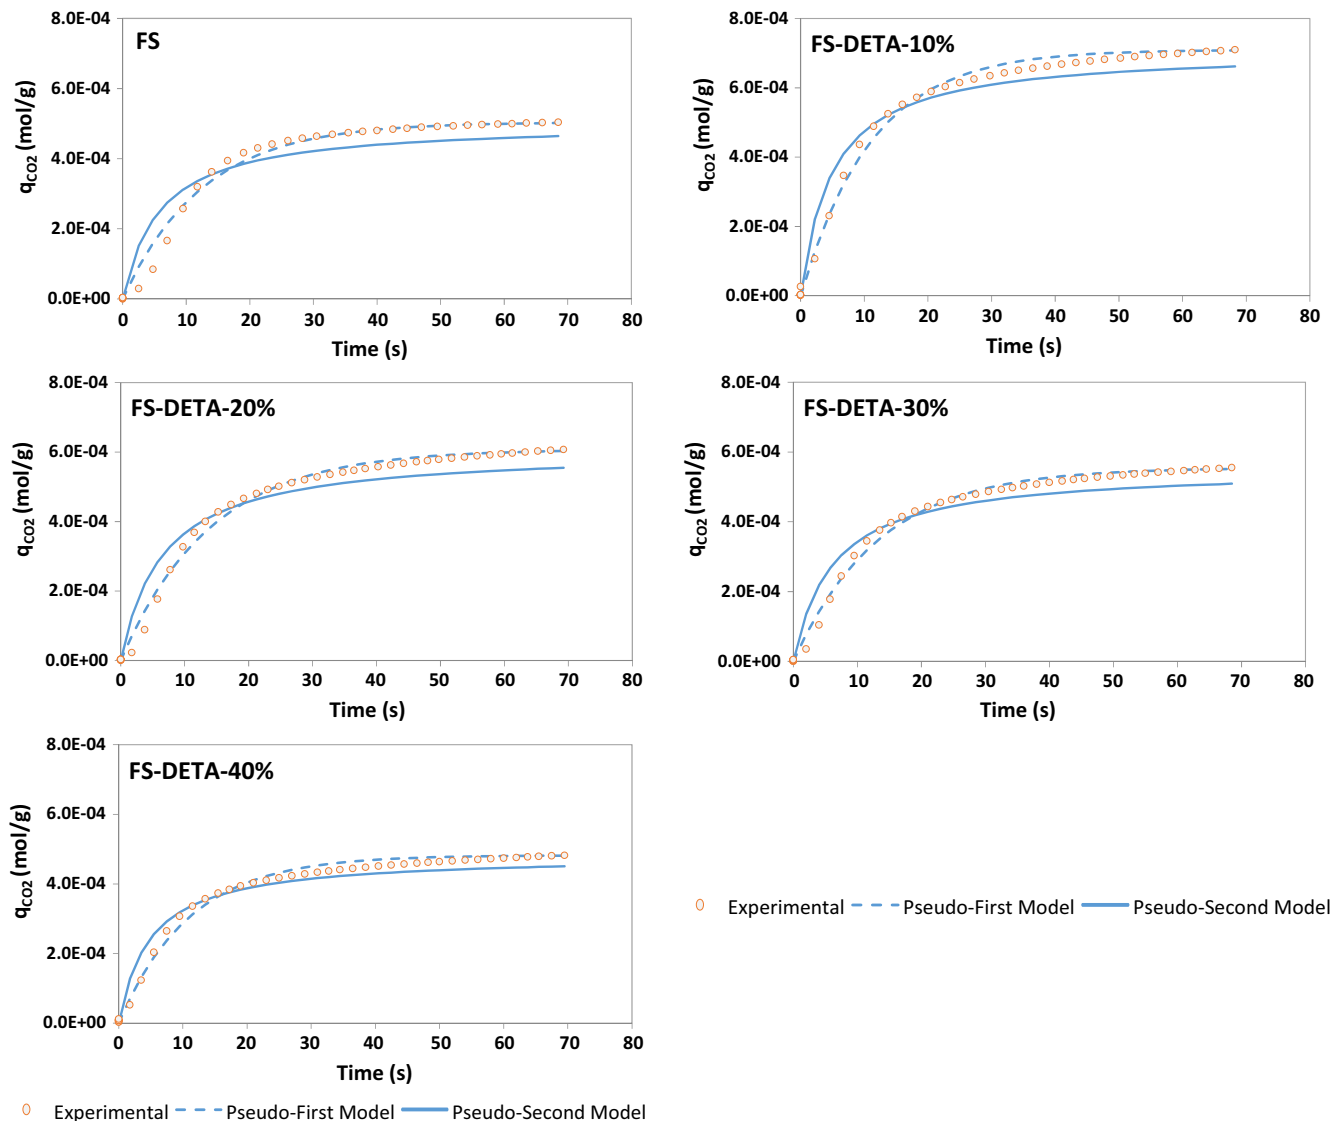 FS
8.0E-04
6.0E-04
4.0E-04
2.0E-04
0.0E+00
qCO2 (mol/g)
0 10 20 30 40 50 60 70 80
Time (s)
FS-DETA-10%
8.0E-04
6.0E-04
4.0E-04
2.0E-04
0.0E+00
qCO2 (mol/g)
0 10 20 30 40 50 60 70 80
Time (s)
FS-DETA-20%
8.0E-04
6.0E-04
4.0E-04
2.0E-04
0.0E+00
qCO2 (mol/g)
0 10 20 30 40 50 60 70 80
Time (s)
FS-DETA-30%
8.0E-04
6.0E-04
4.0E-04
2.0E-04
0.0E+00
qCO2 (mol/g)
0 10 20 30 40 50 60 70 80
Time (s)
FS-DETA-40%
8.0E-04
6.0E-04
4.0E-04
2.0E-04
0.0E+00
qCO2 (mol/g)
0 10 20 30 40 50 60 70 80
Time (s)
Experimental Pseudo-First Model Pseudo-Second Model
Experimental Pseudo-First Model Pseudo-Second Model